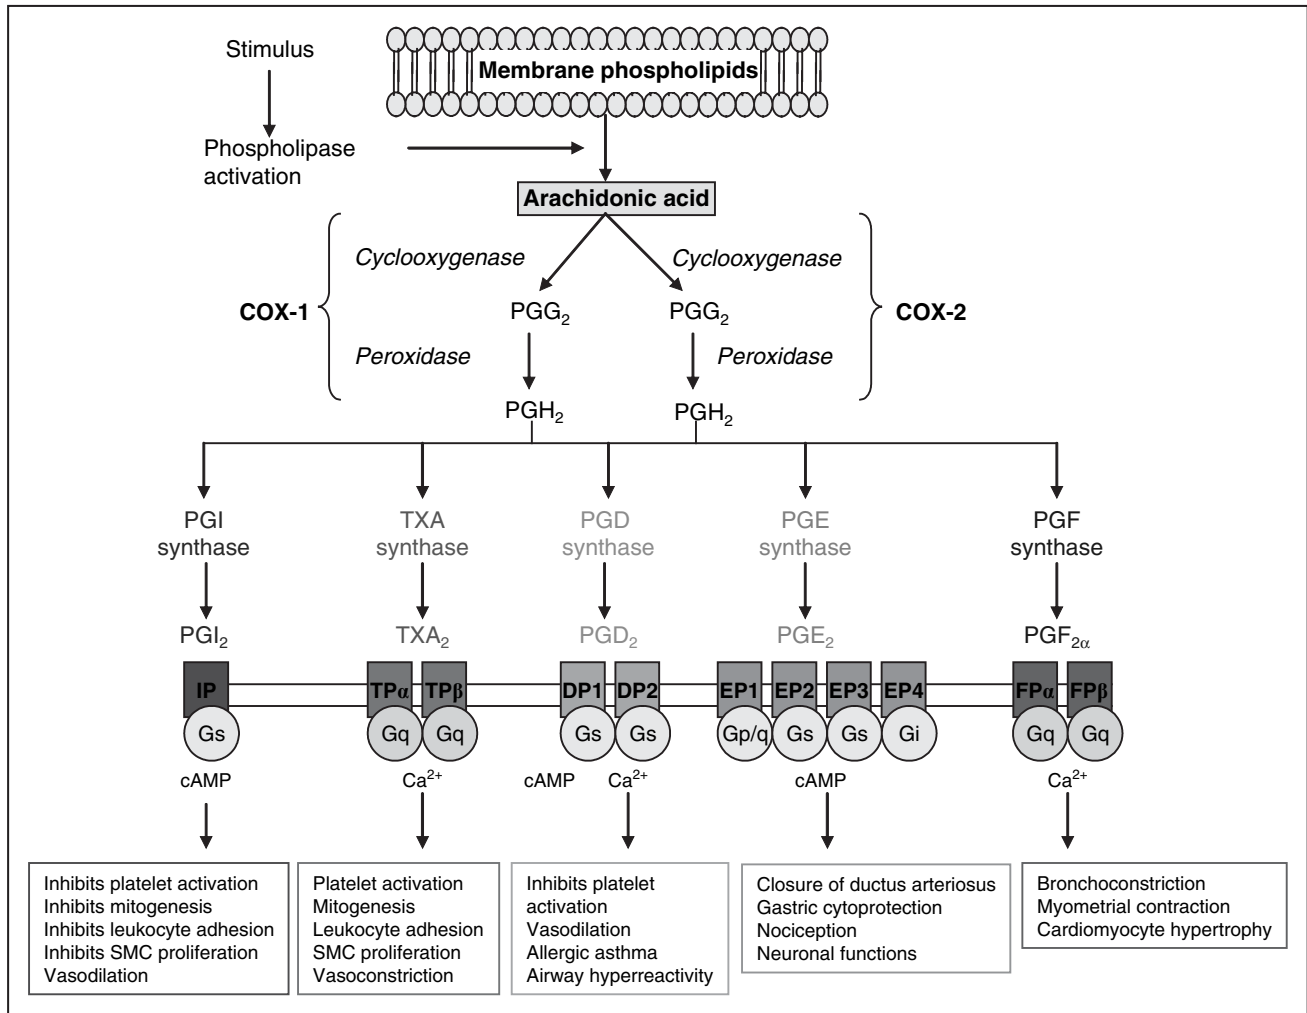 Stimulus
Membrane phospholipids
Phospholipase
activation
Arachidonic acid
Cyclooxygenase
Cyclooxygenase
COX-1
PGG₂
PGG₂
COX-2
Peroxidase
Peroxidase
PGH₂
PGH₂
PGI
synthase
TXA
synthase
PGD
synthase
PGE
synthase
PGF
synthase
PGI₂
TXA₂
PGD₂
PGE₂
PGF2α
IP
TPα
TPβ
DP1
DP2
EP1
EP2
EP3
EP4
FPα
FPβ
Gs
Gq
Gq
Gs
Gs
Gp/q
Gs
Gs
Gi
Gq
Gq
cAMP
Ca²⁺
cAMP
Ca²⁺
cAMP
Ca²⁺
Inhibits platelet activation
Inhibits mitogenesis
Inhibits leukocyte adhesion
Inhibits SMC proliferation
Vasodilation
Platelet activation
Mitogenesis
Leukocyte adhesion
SMC proliferation
Vasoconstriction
Inhibits platelet
activation
Vasodilation
Allergic asthma
Airway hyperreactivity
Closure of ductus arteriosus
Gastric cytoprotection
Nociception
Neuronal functions
Bronchoconstriction
Myometrial contraction
Cardiomyocyte hypertrophy